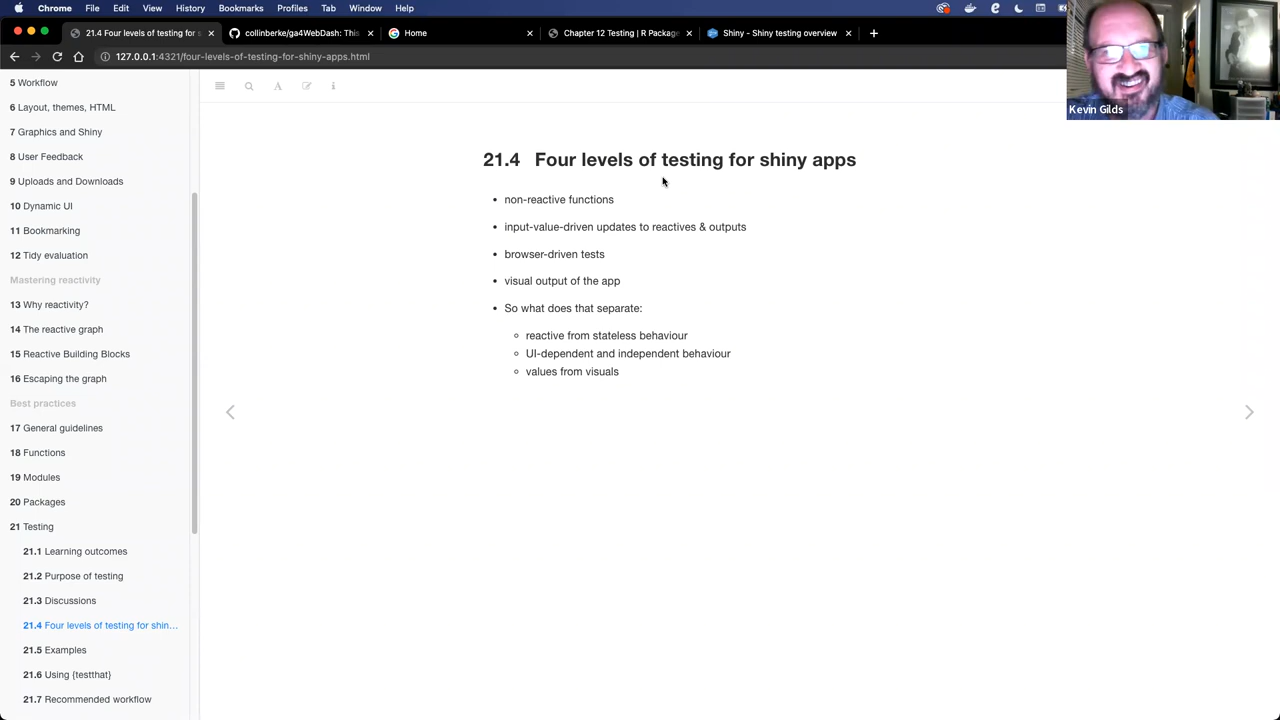 Chrome File Edit View History Bookmarks Profiles Tab Window Help
21.4 Four levels of testing for s
collinberke/ga4WebDash: This
Home
Chapter 12 Testing | R Package
Shiny - Shiny testing overview
127.0.0.1:4321/four-levels-of-testing-for-shiny-apps.html
Kevin Gilds
5 Workflow
6 Layout, themes, HTML
7 Graphics and Shiny
8 User Feedback
9 Uploads and Downloads
10 Dynamic UI
11 Bookmarking
12 Tidy evaluation
Mastering reactivity
13 Why reactivity?
14 The reactive graph
15 Reactive Building Blocks
16 Escaping the graph
Best practices
17 General guidelines
18 Functions
19 Modules
20 Packages
21 Testing
21.1 Learning outcomes
21.2 Purpose of testing
21.3 Discussions
21.4 Four levels of testing for shin...
21.5 Examples
21.6 Using {testthat}
21.7 Recommended workflow
21.4 Four levels of testing for shiny apps
• non-reactive functions
• input-value-driven updates to reactives & outputs
• browser-driven tests
• visual output of the app
• So what does that separate:
◦ reactive from stateless behaviour
◦ UI-dependent and independent behaviour
◦ values from visuals